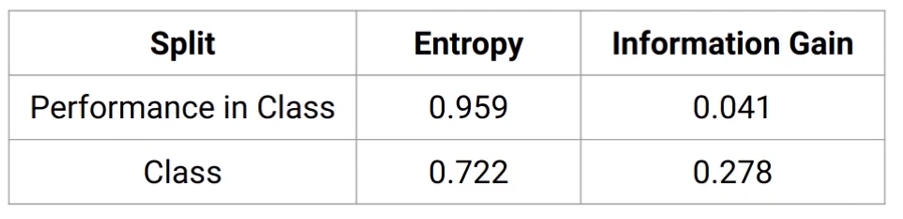 Split Entropy Information Gain
Performance in Class 0.959 0.041
Class 0.722 0.278